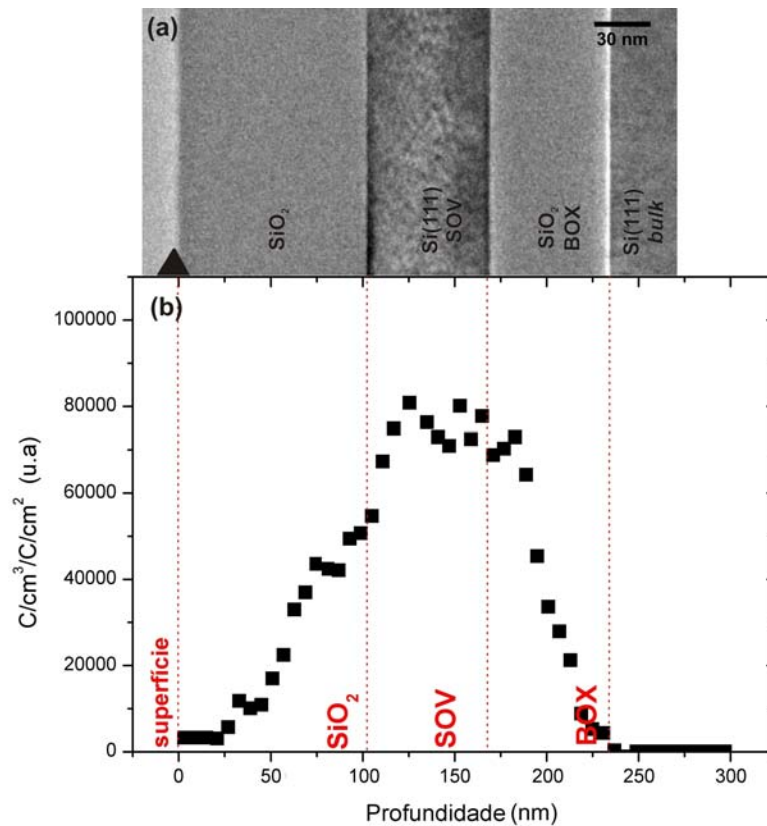 (a)
30 nm
SiO₂
Si(111)
SOV
SiO₂
BOX
Si(111)
bulk
(b)
100000
80000
60000
40000
20000
0
C/cm³/C/cm² (u.a)
superfície
SiO₂
SOV
BOX
0 50 100 150 200 250 300
Profundidade (nm)